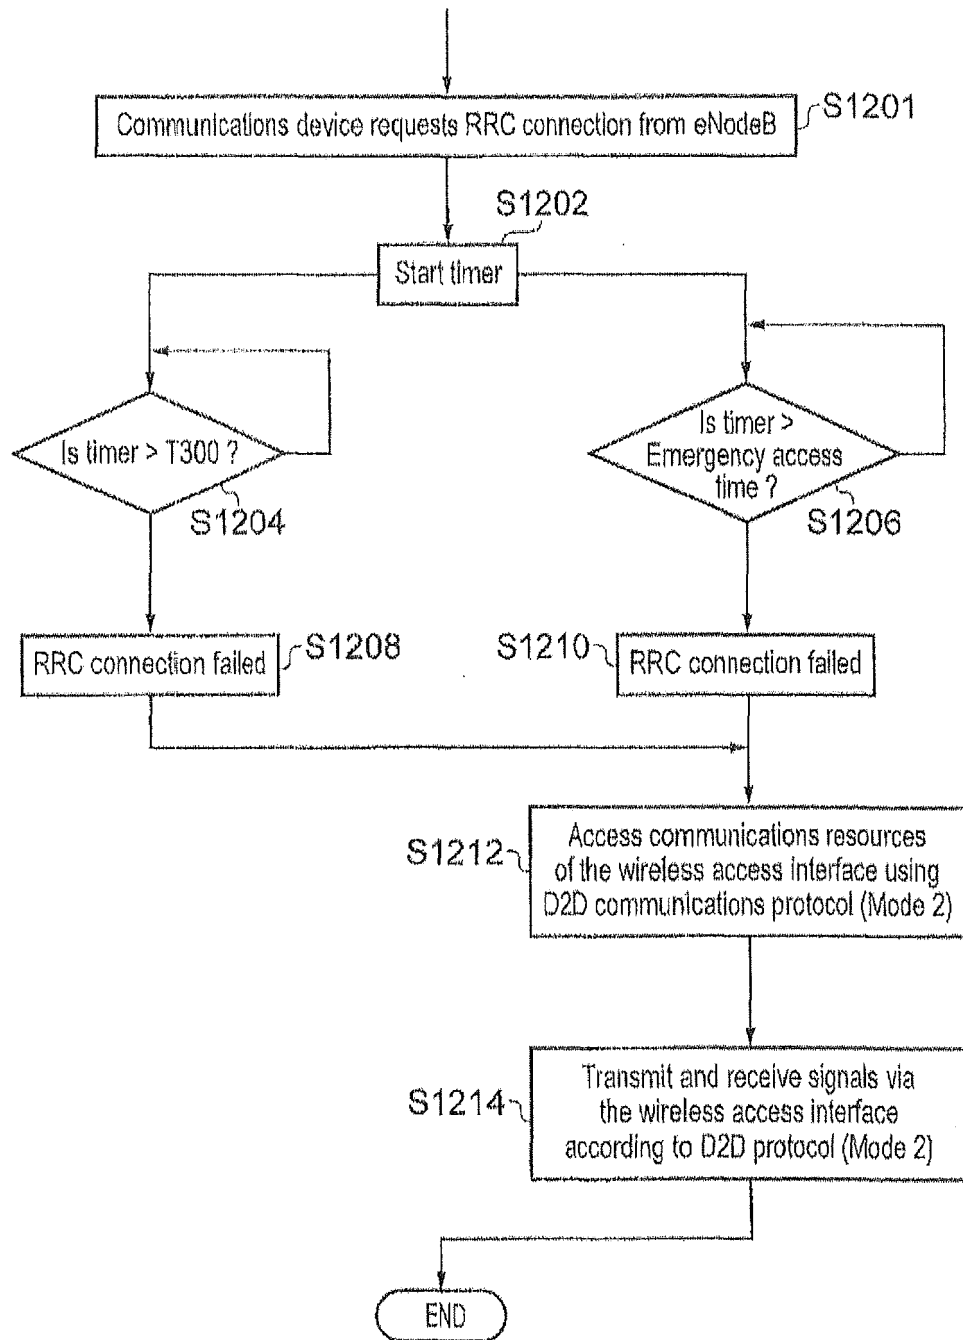 Communications device requests RRC connection from eNodeB
S1201
S1202
Start timer
Is timer > T300 ?
S1204
Is timer >
Emergency access
time ?
S1206
RRC connection failed
S1208
S1210
RRC connection failed
S1212
Access communications resources
of the wireless access interface using
D2D communications protocol (Mode 2)
S1214
Transmit and receive signals via
the wireless access interface
according to D2D protocol (Mode 2)
END